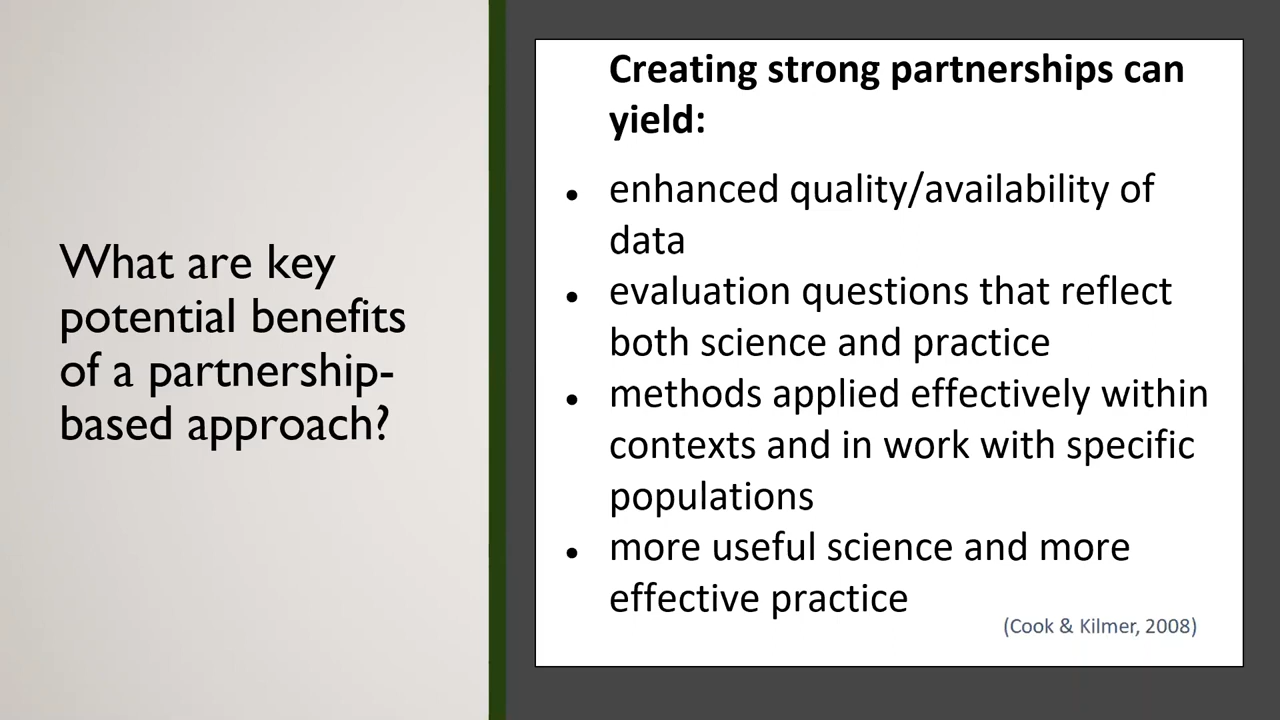 What are key
potential benefits
of a partnership-
based approach?
Creating strong partnerships can
yield:
• enhanced quality/availability of
data
• evaluation questions that reflect
both science and practice
• methods applied effectively within
contexts and in work with specific
populations
• more useful science and more
effective practice
(Cook & Kilmer, 2008)